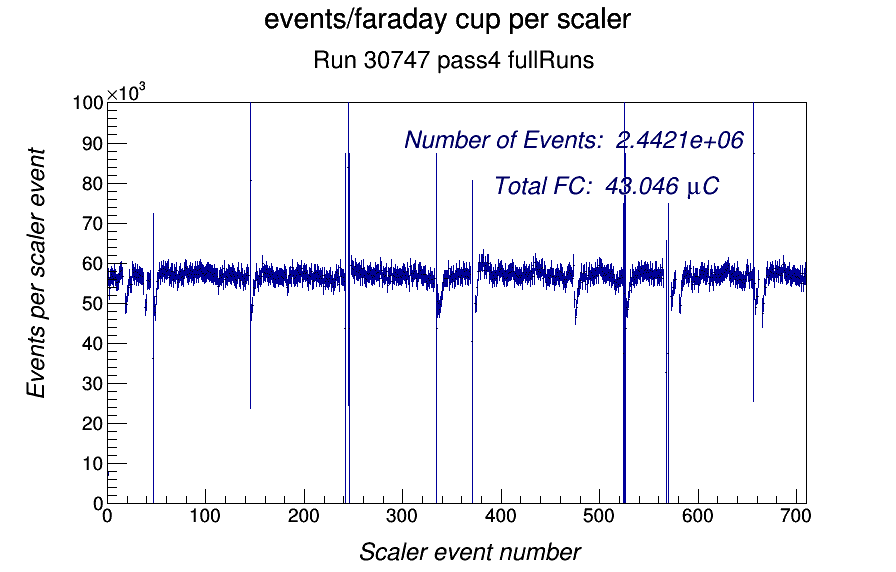 events/faraday cup per scaler
Run 30747 pass4 fullRuns
×10³
100
90
80
70
60
50
40
30
20
10
0
Events per scaler event
Number of Events: 2.4421e+06
Total FC: 43.046 μC
0 100 200 300 400 500 600 700
Scaler event number